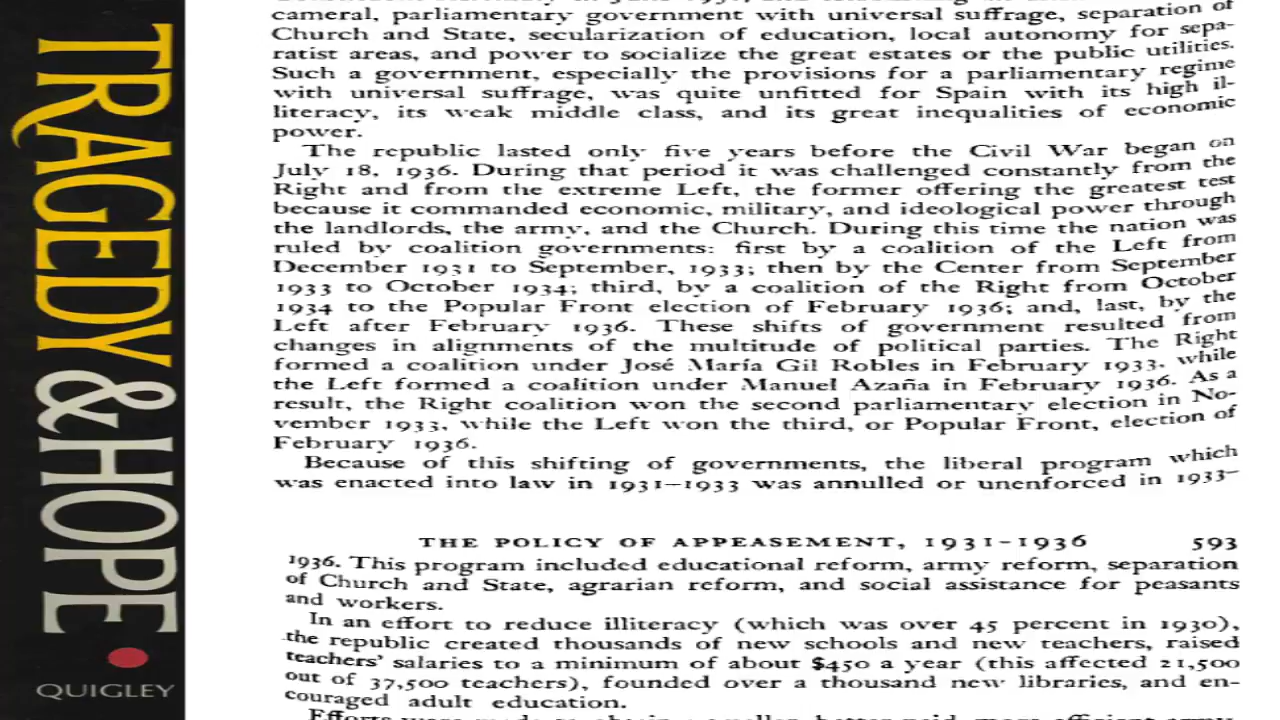 TRAGEDY & HOPE
QUIGLEY
cameral, parliamentary government with universal suffrage, separation of
Church and State, secularization of education, local autonomy for sepa-
ratist areas, and power to socialize the great estates or the public utilities.
Such a government, especially the provisions for a parliamentary regime
with universal suffrage, was quite unfitted for Spain with its high il-
literacy, its weak middle class, and its great inequalities of economic
power.
The republic lasted only five years before the Civil War began on
July 18, 1936. During that period it was challenged constantly from the
Right and from the extreme Left, the former offering the greatest test
because it commanded economic, military, and ideological power through
the landlords, the army, and the Church. During this time the nation was
ruled by coalition governments: first by a coalition of the Left from
December 1931 to September, 1933; then by the Center from September
1933 to October 1934; third, by a coalition of the Right from October
1934 to the Popular Front election of February 1936; and, last, by the
Left after February 1936. These shifts of government resulted from
changes in alignments of the multitude of political parties. The Right
formed a coalition under José María Gil Robles in February 1933, while
the Left formed a coalition under Manuel Azaña in February 1936. As a
result, the Right coalition won the second parliamentary election in No-
vember 1933, while the Left won the third, or Popular Front, election of
February 1936.
Because of this shifting of governments, the liberal program which
was enacted into law in 1931–1933 was annulled or unenforced in 1933–
THE POLICY OF APPEASEMENT, 1931–1936 593
1936. This program included educational reform, army reform, separation
of Church and State, agrarian reform, and social assistance for peasants
and workers.
In an effort to reduce illiteracy (which was over 45 percent in 1930),
the republic created thousands of new schools and new teachers, raised
teachers' salaries to a minimum of about $450 a year (this affected 21,500
out of 37,500 teachers), founded over a thousand new libraries, and en-
couraged adult education.